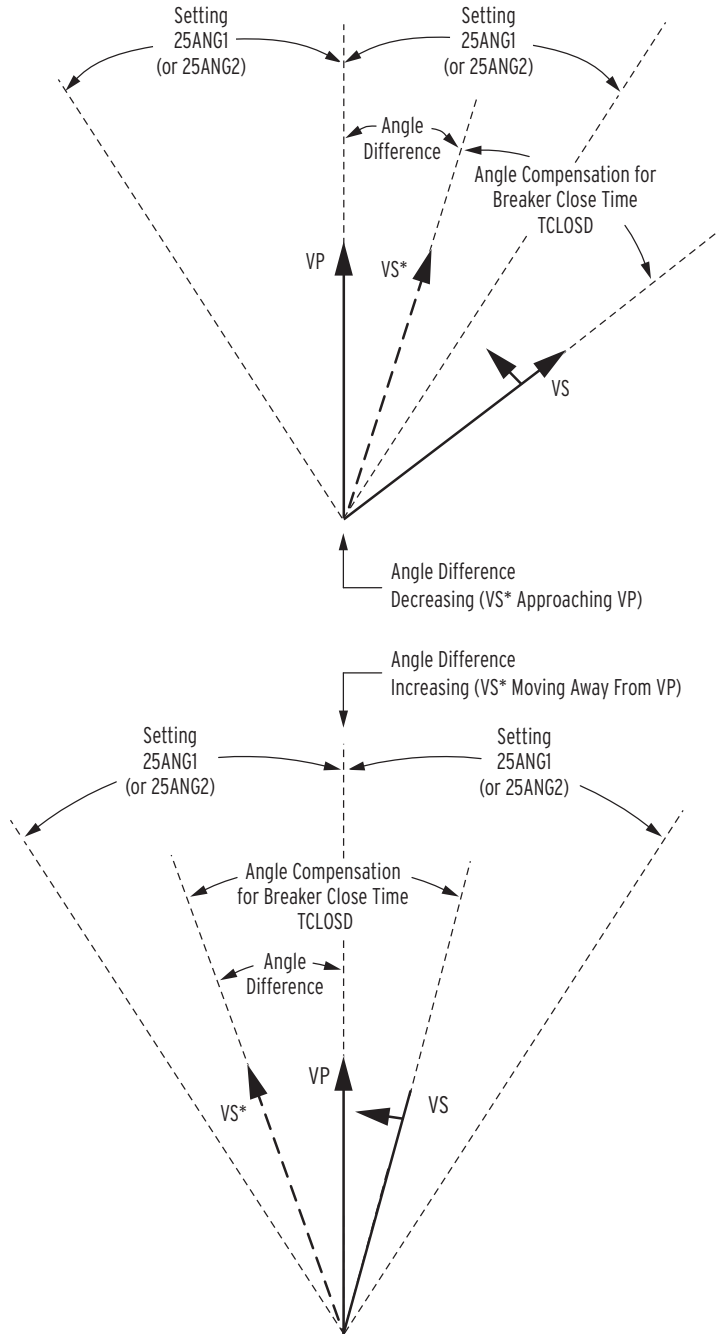 Setting
25ANG1
(or 25ANG2)
Setting
25ANG1
(or 25ANG2)
Angle
Difference
Angle Compensation for
Breaker Close Time
TCLOSD
VP
VS*
VS
Angle Difference
Decreasing (VS* Approaching VP)
Angle Difference
Increasing (VS* Moving Away From VP)
Setting
25ANG1
(or 25ANG2)
Setting
25ANG1
(or 25ANG2)
Angle Compensation
for Breaker Close Time
TCLOSD
Angle
Difference
VS*
VP
VS